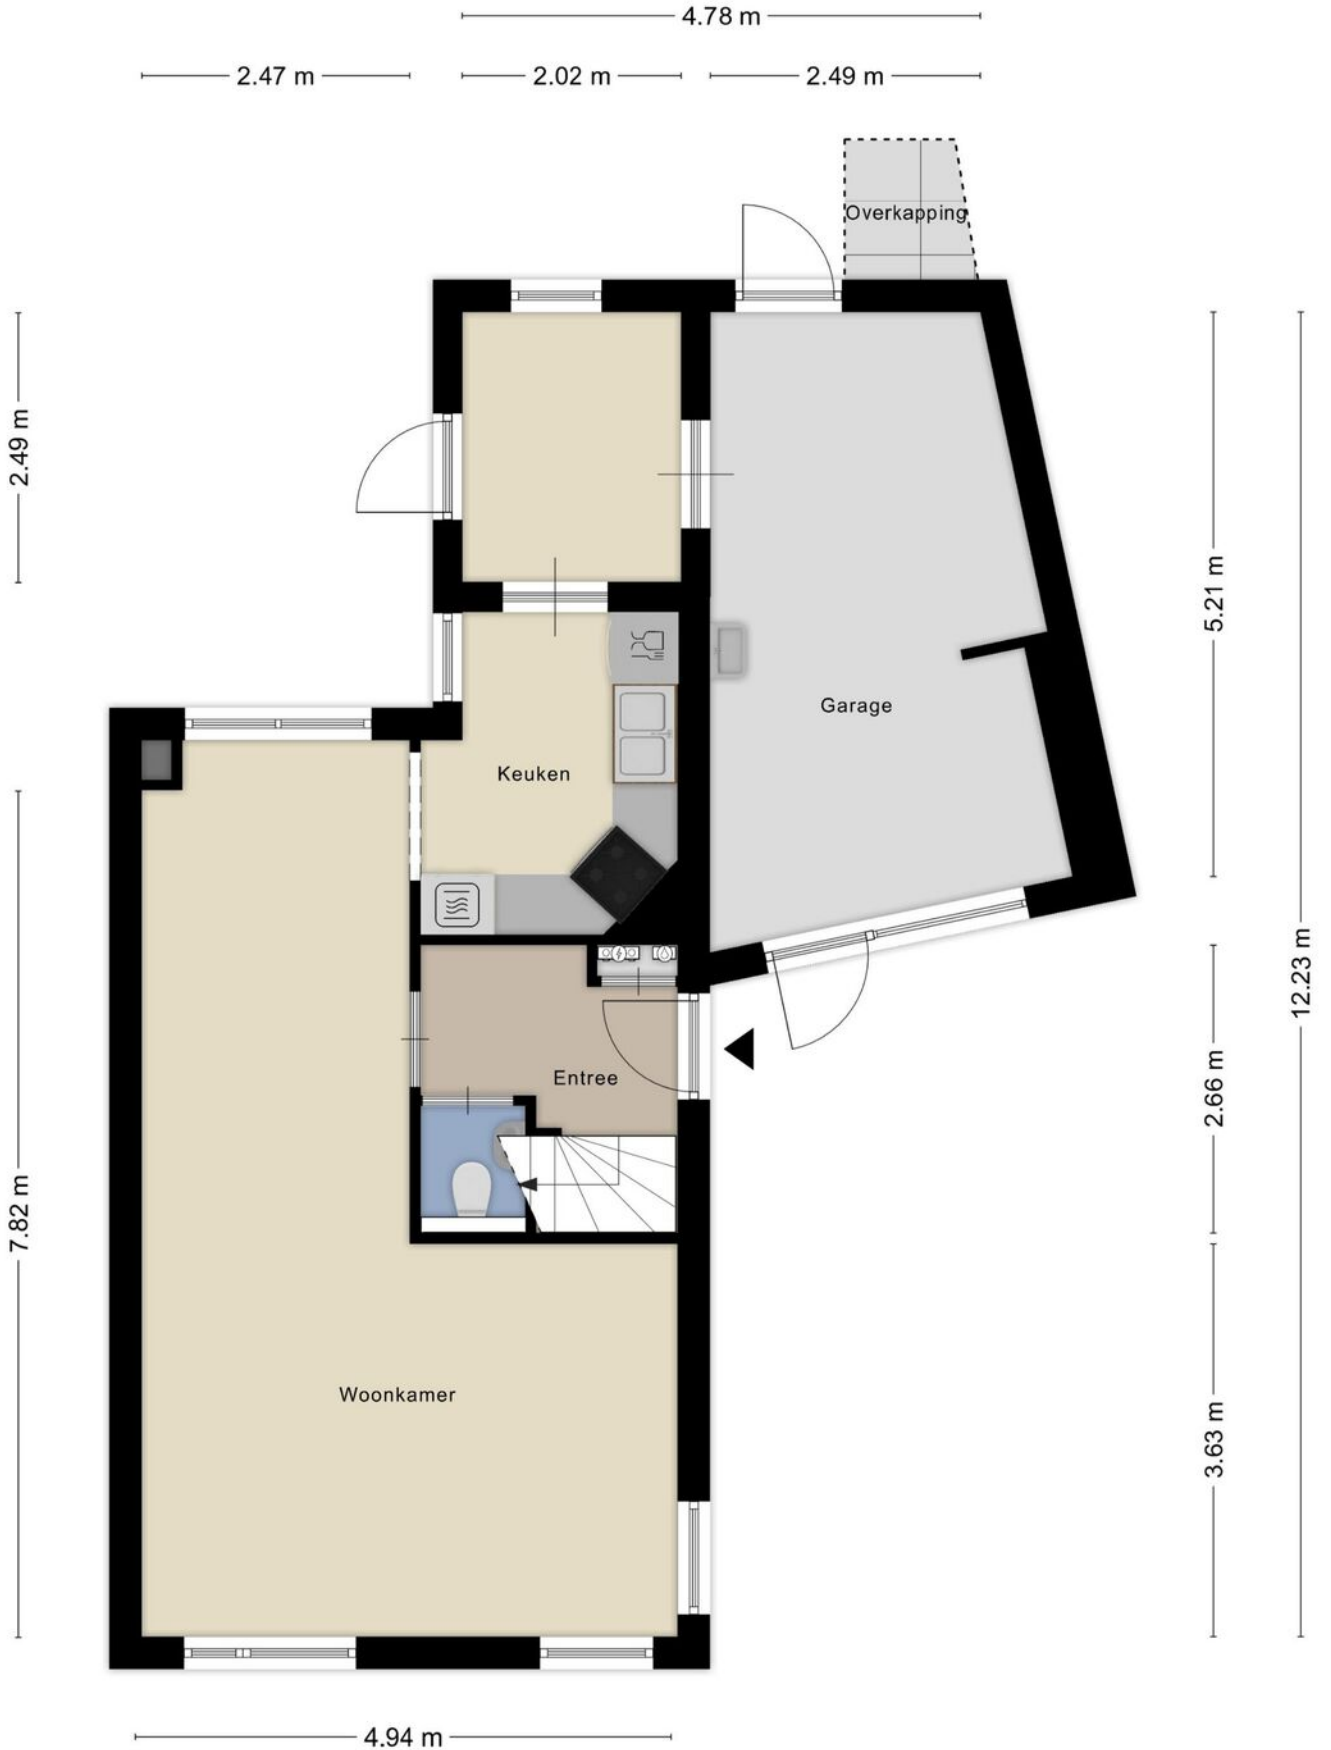 4.78 m
2.47 m
2.02 m
2.49 m
Overkapping
2.49 m
5.21 m
Garage
Keuken
12.23 m
Entree
2.66 m
7.82 m
Woonkamer
3.63 m
4.94 m